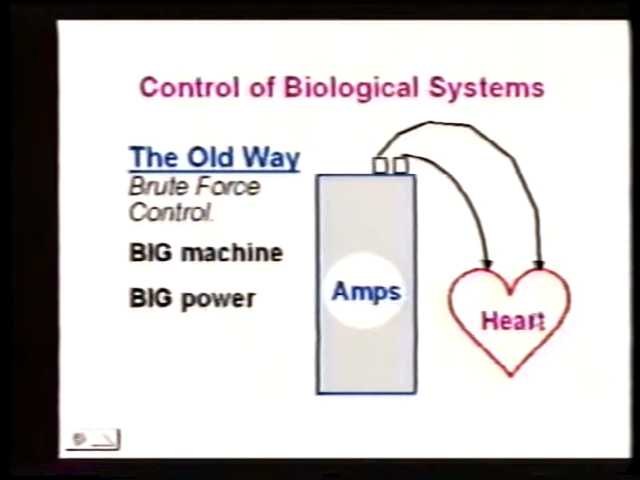 Control of Biological Systems
The Old Way
Brute Force
Control.
BIG machine
BIG power
Amps
Heart